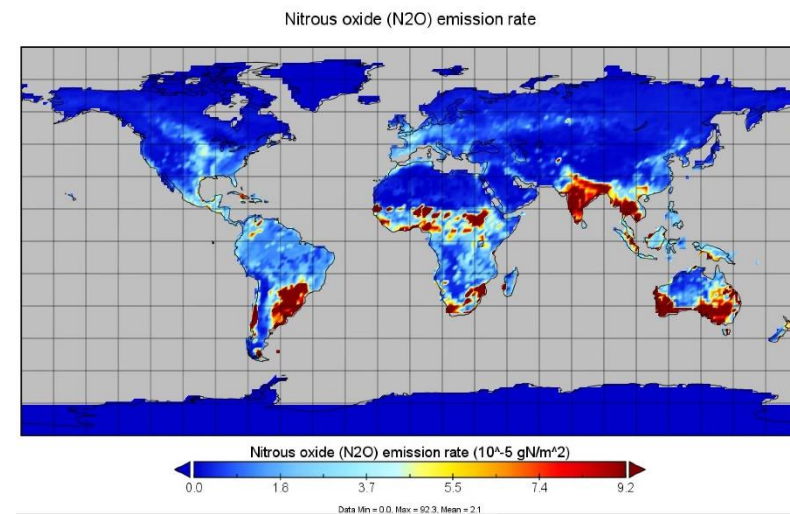 Nitrous oxide (N2O) emission rate
Nitrous oxide (N2O) emission rate (10^-5 gN/m^2)
0.0 1.8 3.7 5.5 7.4 9.2
Data Min = 0.0, Max = 92.3, Mean = 2.1